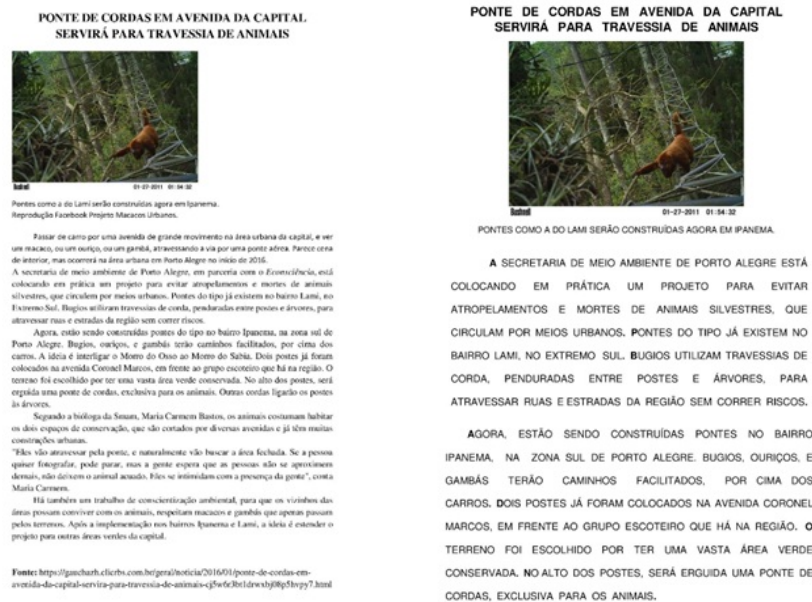 PONTE DE CORDAS EM AVENIDA DA CAPITAL
SERVIRÁ PARA TRAVESSIA DE ANIMAIS
Bushnell 01-27-2011 01:54:32
Pontes como a do Lami serão construídas agora em Ipanema.
Reprodução Facebook Projeto Macacos Urbanos.
Passar de carro por uma avenida de grande movimento na área urbana da capital, e ver
um macaco, ou um ouriço, ou um gambá, atravessando a via por uma ponte aérea. Parece cena
de interior, mas ocorrerá na área urbana em Porto Alegre no início de 2016.
A secretaria de meio ambiente de Porto Alegre, em parceria com o Econsciência, está
colocando em prática um projeto para evitar atropelamentos e mortes de animais
silvestres, que circulam por meios urbanos. Pontes do tipo já existem no bairro Lami, no
Extremo Sul. Bugios utilizam travessias de corda, penduradas entre postes e árvores, para
atravessar ruas e estradas da região sem correr riscos.
Agora, estão sendo construídas pontes do tipo no bairro Ipanema, na zona sul de
Porto Alegre. Bugios, ouriços, e gambás terão caminhos facilitados, por cima dos
carros. A ideia é interligar o Morro do Osso ao Morro do Sabia. Dois postes já foram
colocados na avenida Coronel Marcos, em frente ao grupo escoteiro que há na região. O
terreno foi escolhido por ter uma vasta área verde conservada. No alto dos postes, será
erguida uma ponte de cordas, exclusiva para os animais. Outras cordas ligarão os postes
às árvores.
Segundo a bióloga da Smam, Maria Carmem Bastos, os animais costumam habitar
os dois espaços de conservação, que são cortados por diversas avenidas e já têm muitas
construções urbanas.
"Eles vão atravessar pela ponte, e naturalmente vão buscar a área fechada. Se a pessoa
quiser fotografar, pode parar, mas a gente espera que as pessoas não se aproximem
demais, não deixem o animal acuado. Eles se intimidam com a presença da gente", conta
Maria Carmem.
Há também um trabalho de conscientização ambiental, para que os vizinhos das
áreas possam conviver com os animais, respeitam macacos e gambás que apenas passam
pelos terrenos. Após a implementação nos bairros Ipanema e Lami, a ideia é estender o
projeto para outras áreas verdes da capital.
Fonte: https://gauchazh.clicrbs.com.br/geral/noticia/2016/01/ponte-de-cordas-em-
avenida-da-capital-servira-para-travessia-de-animais-
PONTE DE CORDAS EM AVENIDA DA CAPITAL
SERVIRÁ PARA TRAVESSIA DE ANIMAIS
Bushnell 01-27-2011 01:54:32
PONTES COMO A DO LAMI SERÃO CONSTRUÍDAS AGORA EM IPANEMA.
A SECRETARIA DE MEIO AMBIENTE DE PORTO ALEGRE ESTÁ
COLOCANDO EM PRÁTICA UM PROJETO PARA EVITAR
ATROPELAMENTOS E MORTES DE ANIMAIS SILVESTRES, QUE
CIRCULAM POR MEIOS URBANOS. PONTES DO TIPO JÁ EXISTEM NO
BAIRRO LAMI, NO EXTREMO SUL. BUGIOS UTILIZAM TRAVESSIAS DE
CORDA, PENDURADAS ENTRE POSTES E ÁRVORES, PARA
ATRAVESSAR RUAS E ESTRADAS DA REGIÃO SEM CORRER RISCOS.
AGORA, ESTÃO SENDO CONSTRUÍDAS PONTES NO BAIRRO
IPANEMA, NA ZONA SUL DE PORTO ALEGRE. BUGIOS, OURIÇOS, E
GAMBÁS TERÃO CAMINHOS FACILITADOS, POR CIMA DOS
CARROS. DOIS POSTES JÁ FORAM COLOCADOS NA AVENIDA CORONEL
MARCOS, EM FRENTE AO GRUPO ESCOTEIRO QUE HÁ NA REGIÃO. O
TERRENO FOI ESCOLHIDO POR TER UMA VASTA ÁREA VERDE
CONSERVADA. NO ALTO DOS POSTES, SERÁ ERGUIDA UMA PONTE DE
CORDAS, EXCLUSIVA PARA OS ANIMAIS.